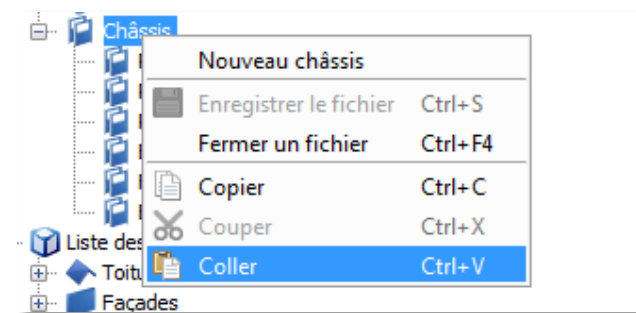 Châssis
Nouveau châssis
Enregistrer le fichier Ctrl+S
Fermer un fichier Ctrl+F4
Copier Ctrl+C
Couper Ctrl+X
Liste des
Coller Ctrl+V
Façades